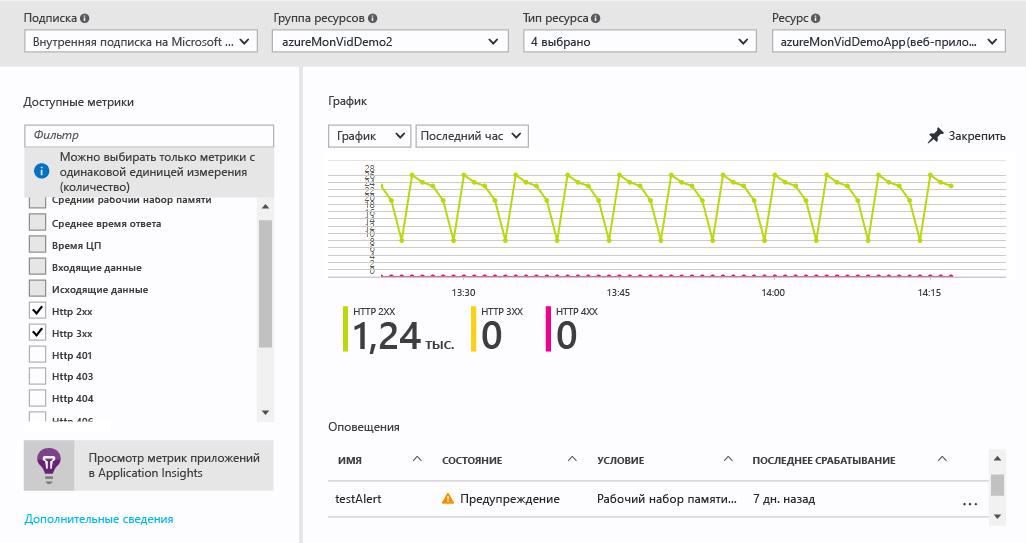 Подписка
Группа ресурсов
Тип ресурса
Ресурс
Внутренняя подписка на Microsoft ...
azureMonVidDemo2
4 выбрано
azureMonVidDemoApp(веб-прило...
Доступные метрики
Фильтр
Можно выбирать только метрики с
одинаковой единицей измерения
(количество)
Средний рабочий набор памяти
Среднее время ответа
Время ЦП
Входящие данные
Исходящие данные
Http 2xx
Http 3xx
Http 401
Http 403
Http 404
Http 406
Просмотр метрик приложений
в Application Insights
Дополнительные сведения
График
График
Последний час
Закрепить
28
26
24
22
20
18
16
14
12
10
8
6
4
2
0
13:30
13:45
14:00
14:15
HTTP 2XX
1,24 тыс.
HTTP 3XX
0
HTTP 4XX
0
Оповещения
ИМЯ
СОСТОЯНИЕ
УСЛОВИЕ
ПОСЛЕДНЕЕ СРАБАТЫВАНИЕ
testAlert
Предупреждение
Рабочий набор памяти...
7 дн. назад
...